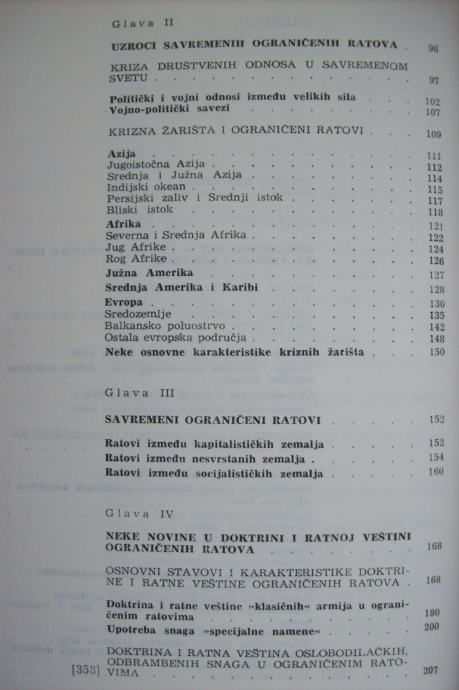 Glava II
UZROCI SAVREMENIH OGRANIČENIH RATOVA . 96
KRIZA DRUŠTVENIH ODNOSA U SAVREMENOM
SVETU . . . . . . . . . . . 97
Politički i vojni odnosi između velikih sila . . . 102
Vojno-politički savezi . . . . . . . 107
KRIZNA ŽARIŠTA I OGRANIČENI RATOVI . . . 109
Azija . . . . . . . . . . . 111
Jugoistočna Azija . . . . . . . . 112
Srednja i Južna Azija . . . . . . . 114
Indijski okean . . . . . . . . . 115
Persijski zaliv i Srednji istok . . . . . 117
Bliski istok . . . . . . . . . 118
Afrika . . . . . . . . . . . 121
Severna i Srednja Afrika . . . . . . 122
Jug Afrike . . . . . . . . . . 124
Rog Afrike . . . . . . . . . . 126
Južna Amerika . . . . . . . . 127
Srednja Amerika i Karibi . . . . . . 128
Evropa . . . . . . . . . . . 130
Sredozemlje . . . . . . . . . 135
Balkansko poluostrvo . . . . . . . 142
Ostala evropska područja . . . . . . 148
Neke osnovne karakteristike kriznih žarišta . . . 150
Glava III
SAVREMENI OGRANIČENI RATOVI . . . . 152
Ratovi između kapitalističkih zemalja . . . . 152
Ratovi između nesvrstanih zemalja . . . . . 154
Ratovi između socijalističkih zemalja . . . . 160
Glava IV
NEKE NOVINE U DOKTRINI I RATNOJ VEŠTINI
OGRANIČENIH RATOVA . . . . . . . 168
OSNOVNI STAVOVI I KARAKTERISTIKE DOKTRI-
NE I RATNE VEŠTINE OGRANIČENIH RATOVA . 168
Doktrina i ratne veštine »klasičnih« armija u ograni-
čenim ratovima . . . . . . . . 180
Upotreba snaga »specijalne namene« . . . . 200
DOKTRINA I RATNA VEŠTINA OSLOBODILAČKIH,
ODBRAMBENIH SNAGA U OGRANIČENIM RATO-
VIMA . . . . . . . . . . . 207
[358]